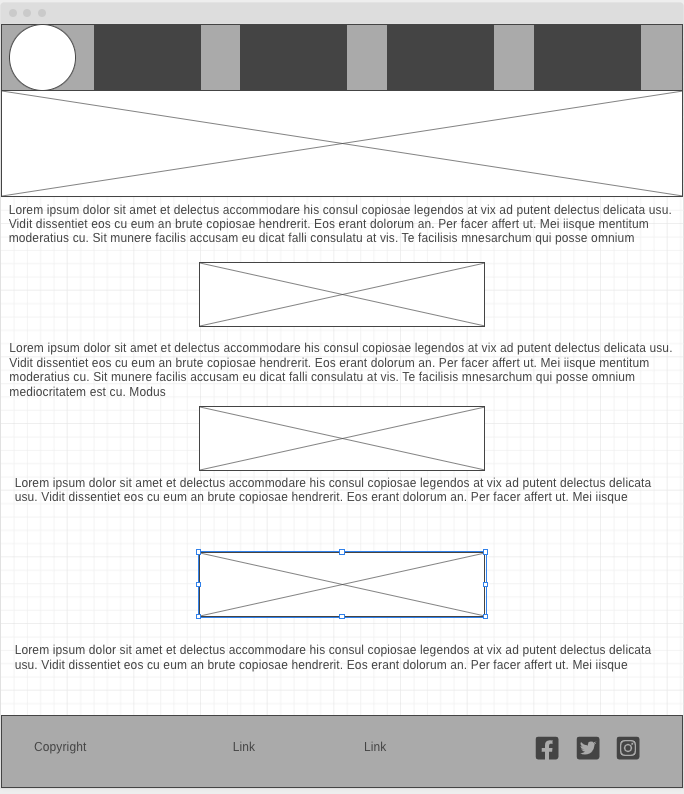 Lorem ipsum dolor sit amet et delectus accommodare his consul copiosae legendos at vix ad putent delectus delicata usu.
Vidit dissentiet eos cu eum an brute copiosae hendrerit. Eos erant dolorum an. Per facer affert ut. Mei iisque mentitum
moderatius cu. Sit munere facilis accusam eu dicat falli consulatu at vis. Te facilisis mnesarchum qui posse omnium
Lorem ipsum dolor sit amet et delectus accommodare his consul copiosae legendos at vix ad putent delectus delicata usu.
Vidit dissentiet eos cu eum an brute copiosae hendrerit. Eos erant dolorum an. Per facer affert ut. Mei iisque mentitum
moderatius cu. Sit munere facilis accusam eu dicat falli consulatu at vis. Te facilisis mnesarchum qui posse omnium
mediocritatem est cu. Modus
Lorem ipsum dolor sit amet et delectus accommodare his consul copiosae legendos at vix ad putent delectus delicata
usu. Vidit dissentiet eos cu eum an brute copiosae hendrerit. Eos erant dolorum an. Per facer affert ut. Mei iisque
Lorem ipsum dolor sit amet et delectus accommodare his consul copiosae legendos at vix ad putent delectus delicata
usu. Vidit dissentiet eos cu eum an brute copiosae hendrerit. Eos erant dolorum an. Per facer affert ut. Mei iisque
Copyright Link Link